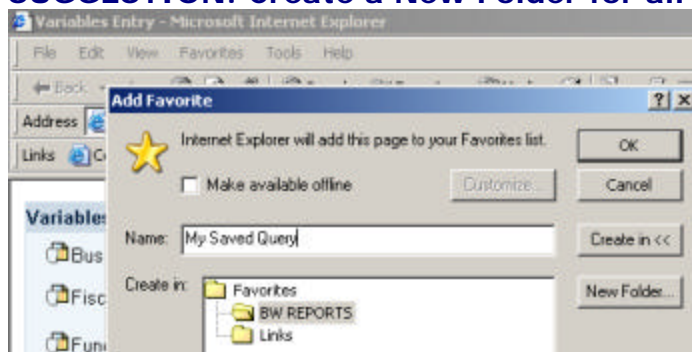 SUGGESTION: Create a New Folder for all
Variables Entry - Microsoft Internet Explorer
File Edit View Favorites Tools Help
Back
Add Favorite
Address
Internet Explorer will add this page to your Favorites list.
OK
Links
Make available offline
Customize...
Cancel
Variables
Name: My Saved Query
Create in <<
Bus
Create in:
Favorites
New Folder...
Fisc
BW REPORTS
Links
Fun